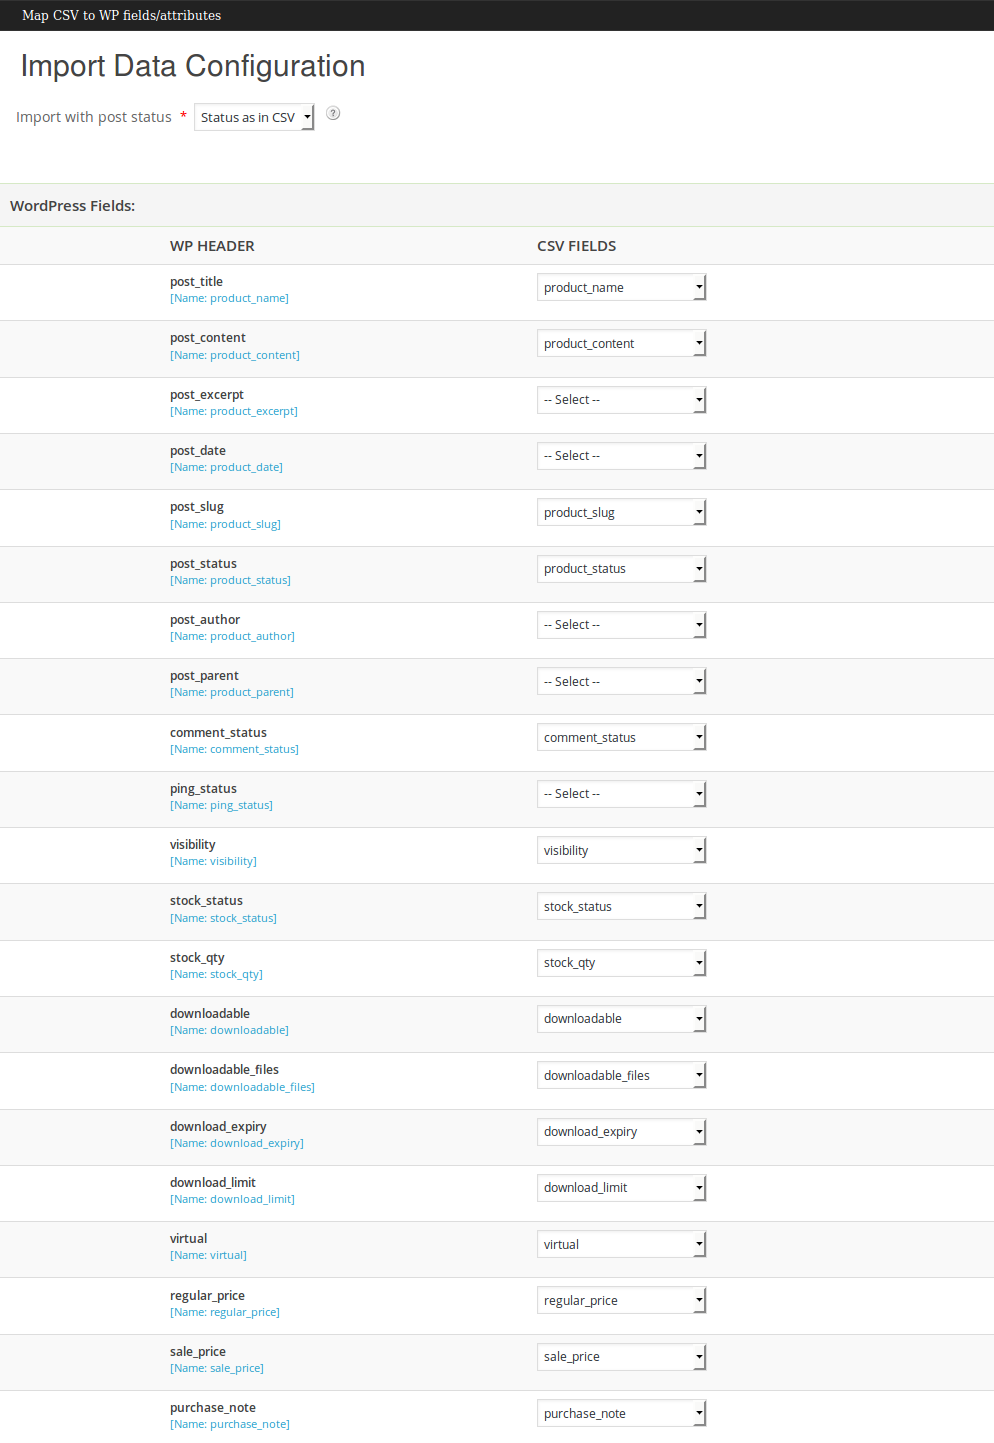 Map CSV to WP fields/attributes
Import Data Configuration
Import with post status * Status as in CSV ?
WordPress Fields:
WP HEADER CSV FIELDS
post_title product_name
[Name: product_name]
post_content product_content
[Name: product_content]
post_excerpt -- Select --
[Name: product_excerpt]
post_date -- Select --
[Name: product_date]
post_slug product_slug
[Name: product_slug]
post_status product_status
[Name: product_status]
post_author -- Select --
[Name: product_author]
post_parent -- Select --
[Name: product_parent]
comment_status comment_status
[Name: comment_status]
ping_status -- Select --
[Name: ping_status]
visibility visibility
[Name: visibility]
stock_status stock_status
[Name: stock_status]
stock_qty stock_qty
[Name: stock_qty]
downloadable downloadable
[Name: downloadable]
downloadable_files downloadable_files
[Name: downloadable_files]
download_expiry download_expiry
[Name: download_expiry]
download_limit download_limit
[Name: download_limit]
virtual virtual
[Name: virtual]
regular_price regular_price
[Name: regular_price]
sale_price sale_price
[Name: sale_price]
purchase_note purchase_note
[Name: purchase_note]